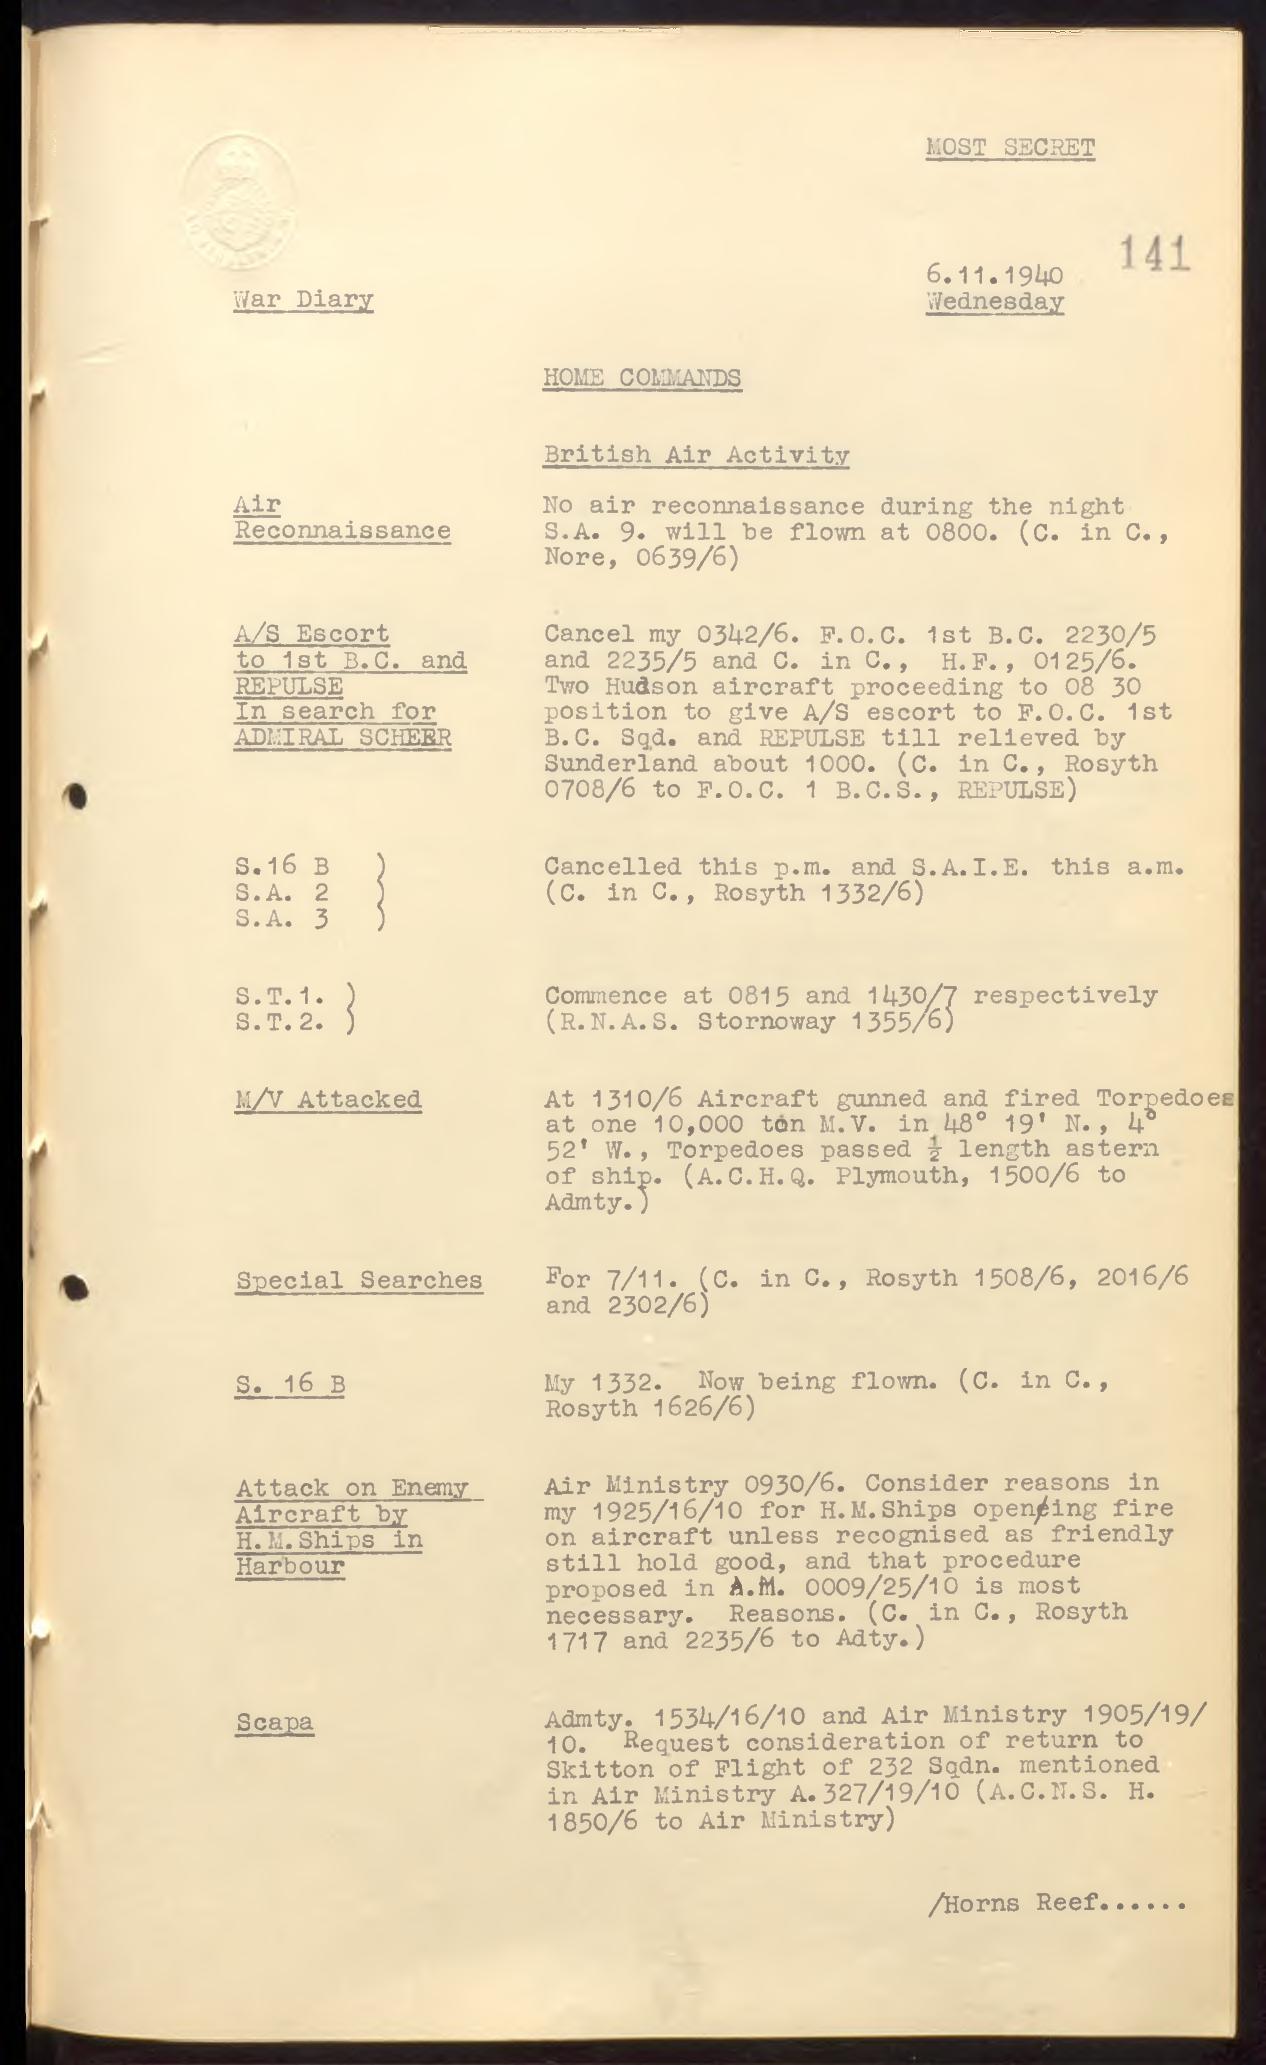 MOST SECRET
141
6.11.1940
War Diary
Wednesday
HOME COMMANDS
British Air Activity
Air
Reconnaissance
No air reconnaissance during the night
S.A. 9. will be flown at 0800. (C. in C.,
Nore, 0639/6)
A/S Escort
to 1st B.C. and
REPULSE
In search for
ADMIRAL SCHEER
Cancel my 0342/6. F.O.C. 1st B.C. 2230/5
and 2235/5 and C. in C., H.F., 0125/6.
Two Hudson aircraft proceeding to 08 30
position to give A/S escort to F.O.C. 1st
B.C. Sqd. and REPULSE till relieved by
Sunderland about 1000. (C. in C., Rosyth
0708/6 to F.O.C. 1 B.C.S., REPULSE)
S.16 B )
S.A. 2 )
S.A. 3 )
Cancelled this p.m. and S.A.I.E. this a.m.
(C. in C., Rosyth 1332/6)
S.T.1. )
S.T.2. )
Commence at 0815 and 1430/7 respectively
(R.N.A.S. Stornoway 1355/6)
M/V Attacked
At 1310/6 Aircraft gunned and fired Torpedoes
at one 10,000 ton M.V. in 48° 19' N., 4°
52' W., Torpedoes passed ½ length astern
of ship. (A.C.H.Q. Plymouth, 1500/6 to
Admty.)
Special Searches
For 7/11. (C. in C., Rosyth 1508/6, 2016/6
and 2302/6)
S. 16 B
My 1332. Now being flown. (C. in C.,
Rosyth 1626/6)
Attack on Enemy
Aircraft by
H.M.Ships in
Harbour
Air Ministry 0930/6. Consider reasons in
my 1925/16/10 for H.M.Ships opening fire
on aircraft unless recognised as friendly
still hold good, and that procedure
proposed in A.M. 0009/25/10 is most
necessary. Reasons. (C. in C., Rosyth
1717 and 2235/6 to Adty.)
Scapa
Admty. 1534/16/10 and Air Ministry 1905/19/
10. Request consideration of return to
Skitton of Flight of 232 Sqdn. mentioned
in Air Ministry A.327/19/10 (A.C.N.S. H.
1850/6 to Air Ministry)
/Horns Reef......